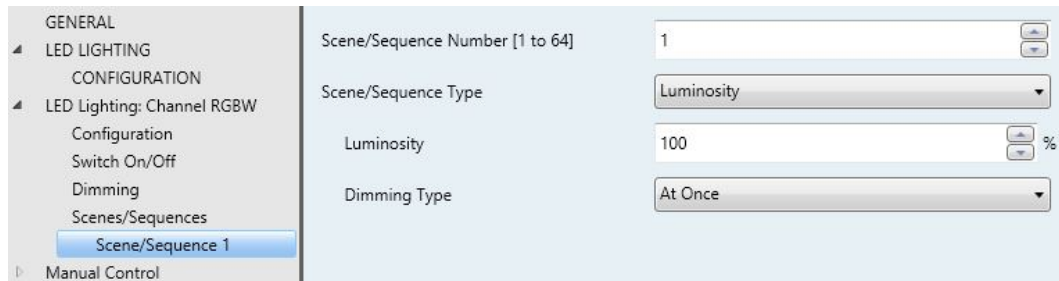 GENERAL
LED LIGHTING
CONFIGURATION
LED Lighting: Channel RGBW
Configuration
Switch On/Off
Dimming
Scenes/Sequences
Scene/Sequence 1
Manual Control
Scene/Sequence Number [1 to 64] 1
Scene/Sequence Type Luminosity
Luminosity 100 %
Dimming Type At Once